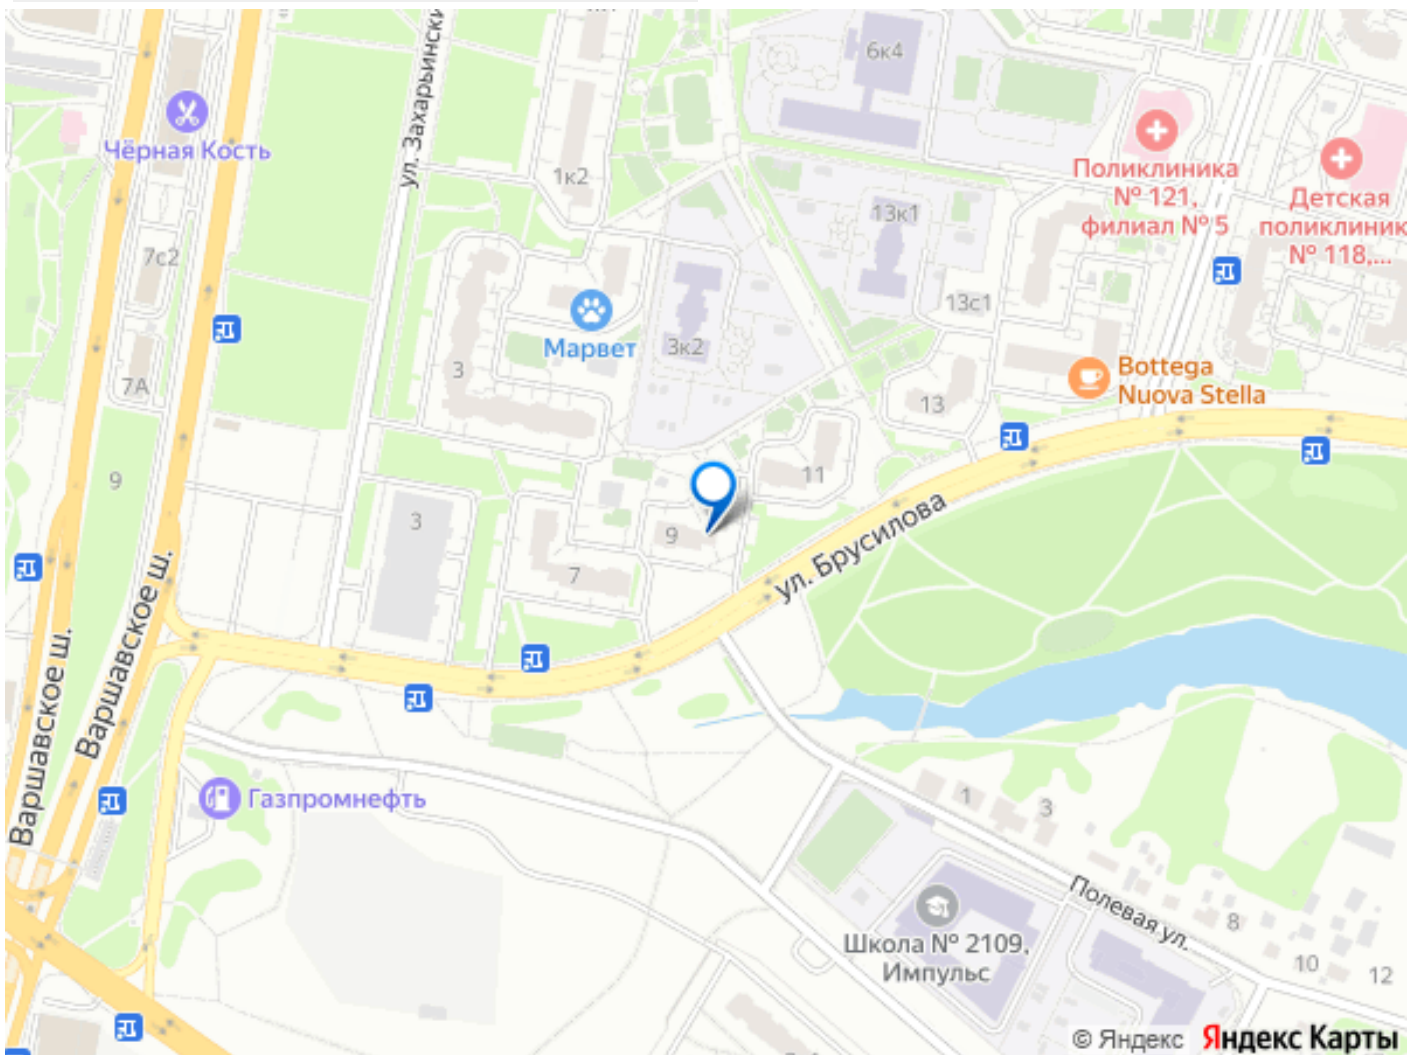 6к4
ул. Захарьински
Чёрная Кость
Поликлиника
№ 121,
филиал № 5
Детская
поликлиник
№ 118,...
1к2
13к1
7с2
13с1
Марвет
3к2
3
7А
Bottega
Nuova Stella
13
9
11
3
9
7
ул. Брусилова
Варшавское ш.
Варшавское ш.
Газпромнефть
1
3
Полевая ул.
8
Школа № 2109,
Импульс
10
12
© Яндекс Яндекс Карты